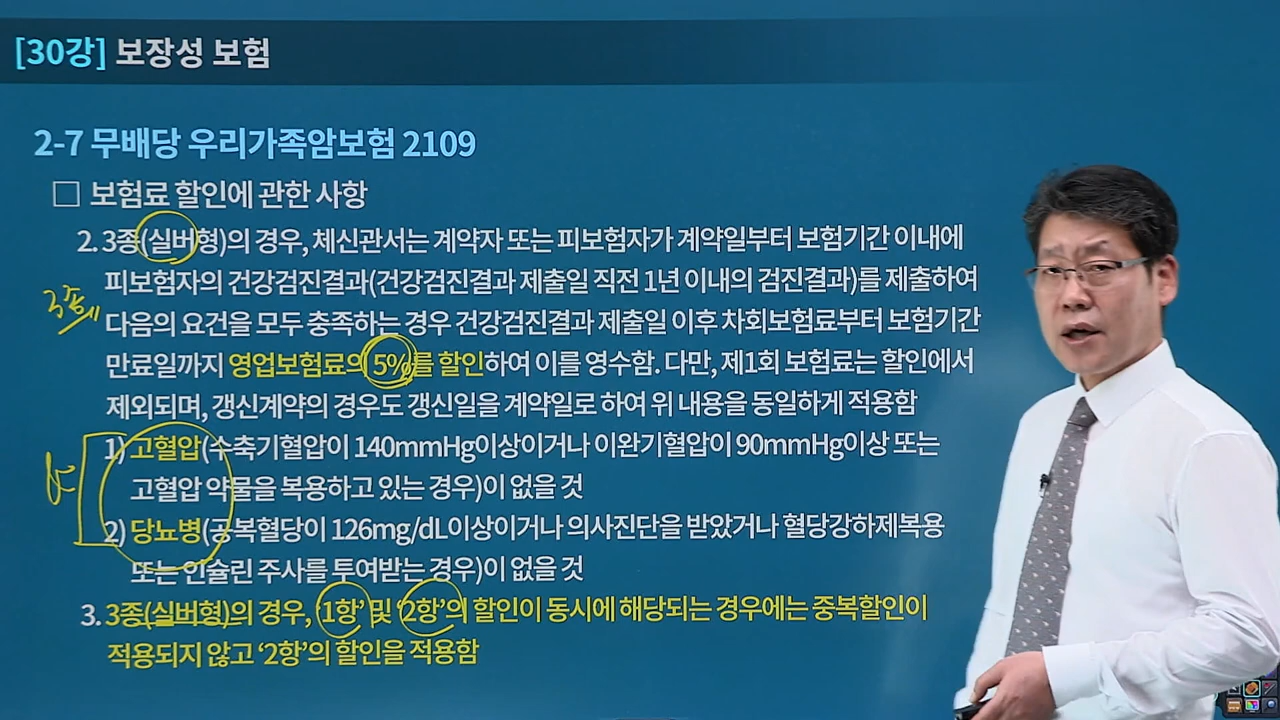 [30강] 보장성 보험
2-7 무배당 우리가족암보험 2109
□ 보험료 할인에 관한 사항
2. 3종(실버형)의 경우, 체신관서는 계약자 또는 피보험자가 계약일부터 보험기간 이내에
피보험자의 건강검진결과(건강검진결과 제출일 직전 1년 이내의 검진결과)를 제출하여
3종
다음의 요건을 모두 충족하는 경우 건강검진결과 제출일 이후 차회보험료부터 보험기간
만료일까지 영업보험료의 5%를 할인하여 이를 영수함. 다만, 제1회 보험료는 할인에서
제외되며, 갱신계약의 경우도 갱신일을 계약일로 하여 위 내용을 동일하게 적용함
1) 고혈압(수축기혈압이 140mmHg이상이거나 이완기혈압이 90mmHg이상 또는
고혈압 약물을 복용하고 있는 경우)이 없을 것
2) 당뇨병(공복혈당이 126mg/dL이상이거나 의사진단을 받았거나 혈당강하제복용
또는 인슐린 주사를 투여받는 경우)이 없을 것
3. 3종(실버형)의 경우, ‘1항’ 및 ‘2항’의 할인이 동시에 해당되는 경우에는 중복할인이
적용되지 않고 ‘2항’의 할인을 적용함